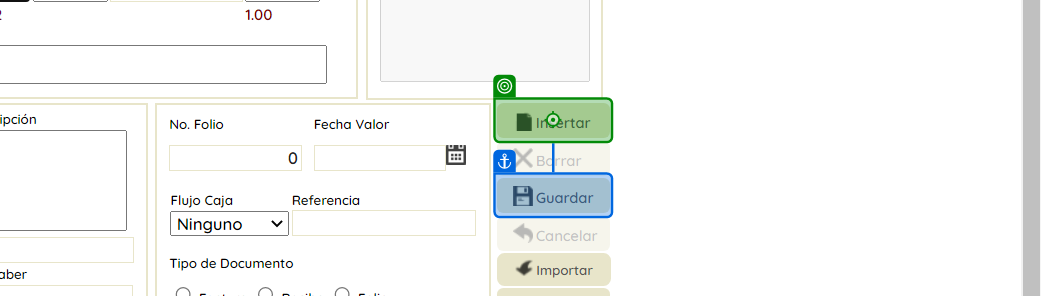 1.00
ipción
No. Folio
Fecha Valor
Insertar
0
Borrar
Guardar
Flujo Caja
Referencia
Ninguno
Cancelar
Tipo de Documento
Importar
aber